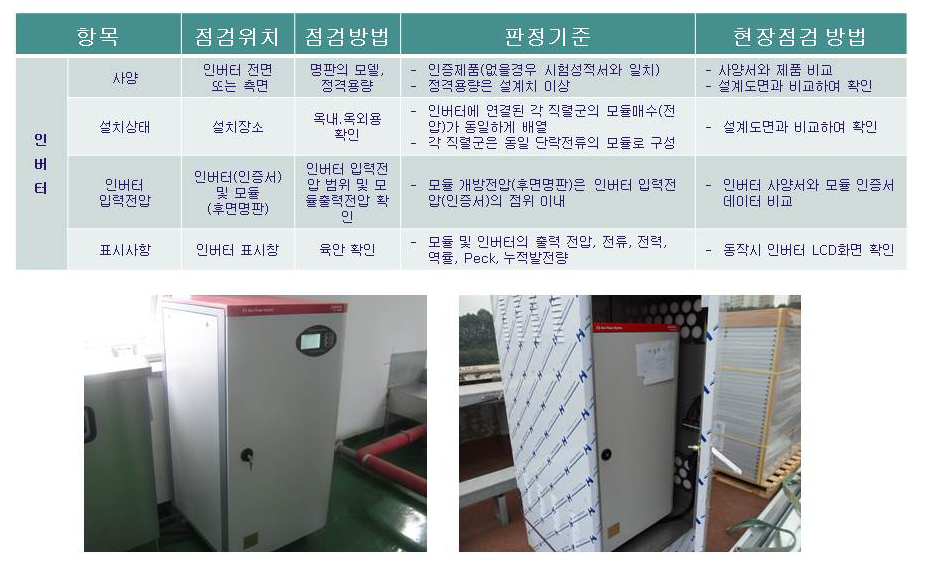 항목 점검위치 점검방법 판정기준 현장점검 방법
인버터
사양
인버터 전면
또는 측면
명판의 모델,
정격용량
- 인증제품(없을경우 시험성적서와 일치)
- 정격용량은 설계치 이상
- 사양서와 제품 비교
- 설계도면과 비교하여 확인
설치상태
설치장소
옥내.옥외용
확인
- 인버터에 연결된 각 직렬군의 모듈매수(전
압)가 동일하게 배열
- 각 직렬군은 동일 단락전류의 모듈로 구성
- 설계도면과 비교하여 확인
인버터
입력전압
인버터(인증서)
및 모듈
(후면명판)
인버터 입력전
압 범위 및 모
듈출력전압 확
인
- 모듈 개방전압(후면명판)은 인버터 입력전
압(인증서)의 점위 이내
- 인버터 사양서와 모듈 인증서
데이터 비교
표시사항
인버터 표시창
육안 확인
- 모듈 및 인버터의 출력 전압, 전류, 전력,
역률, Peck, 누적발전량
- 동작시 인버터 LCD화면 확인